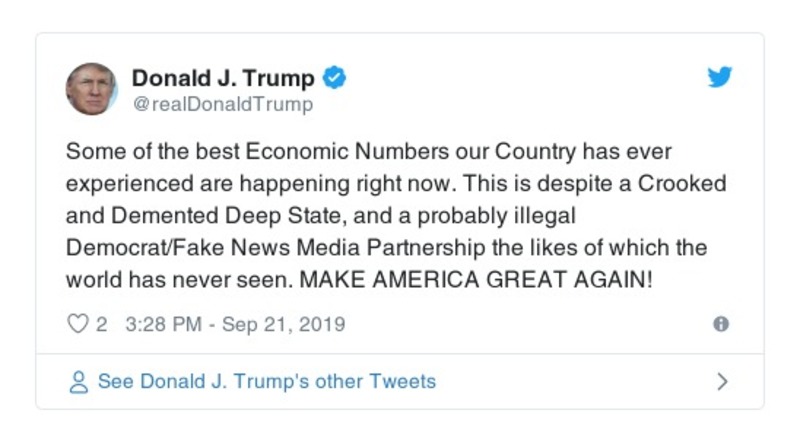 Donald J. Trump
@realDonaldTrump
Some of the best Economic Numbers our Country has ever
experienced are happening right now. This is despite a Crooked
and Demented Deep State, and a probably illegal
Democrat/Fake News Media Partnership the likes of which the
world has never seen. MAKE AMERICA GREAT AGAIN!
2 3:28 PM - Sep 21, 2019
See Donald J. Trump's other Tweets